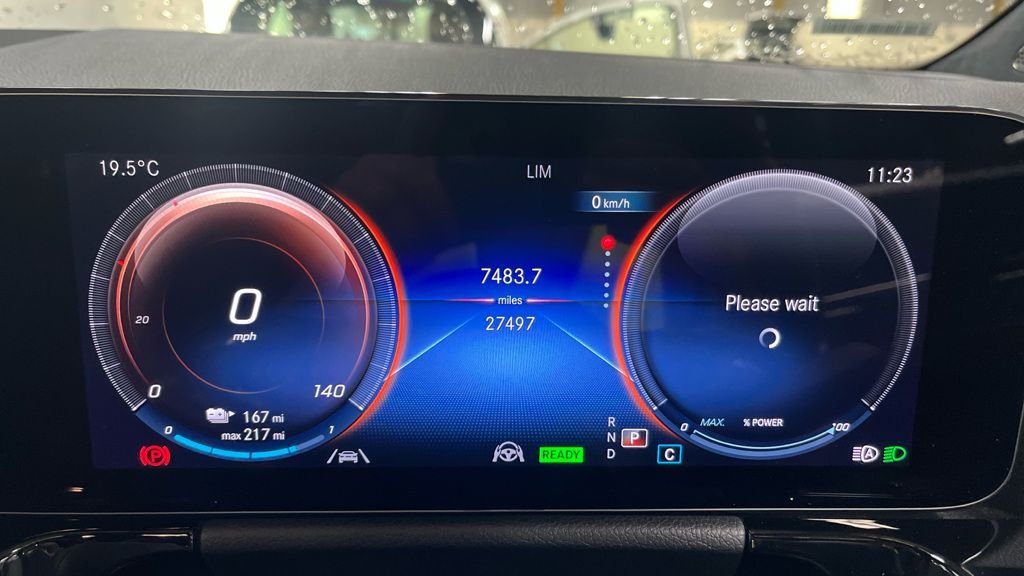 19.5°C
LIM
11:23
0 km/h
7483.7
miles
27497
20
0
mph
0
140
167 mi
max 217 mi
0
1
Please wait
0
MAX.
% POWER
100
R
N
P
D
READY
C
P
A